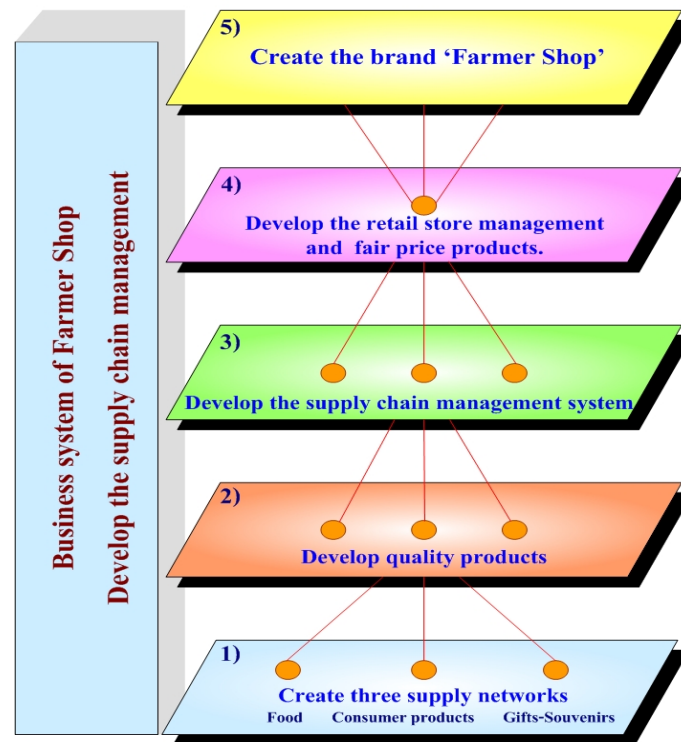 Business system of Farmer Shop
Develop the supply chain management
5)
Create the brand ‘Farmer Shop’
4)
Develop the retail store management
and fair price products.
3)
Develop the supply chain management system
2)
Develop quality products
1)
Create three supply networks
Food Consumer products Gifts-Souvenirs